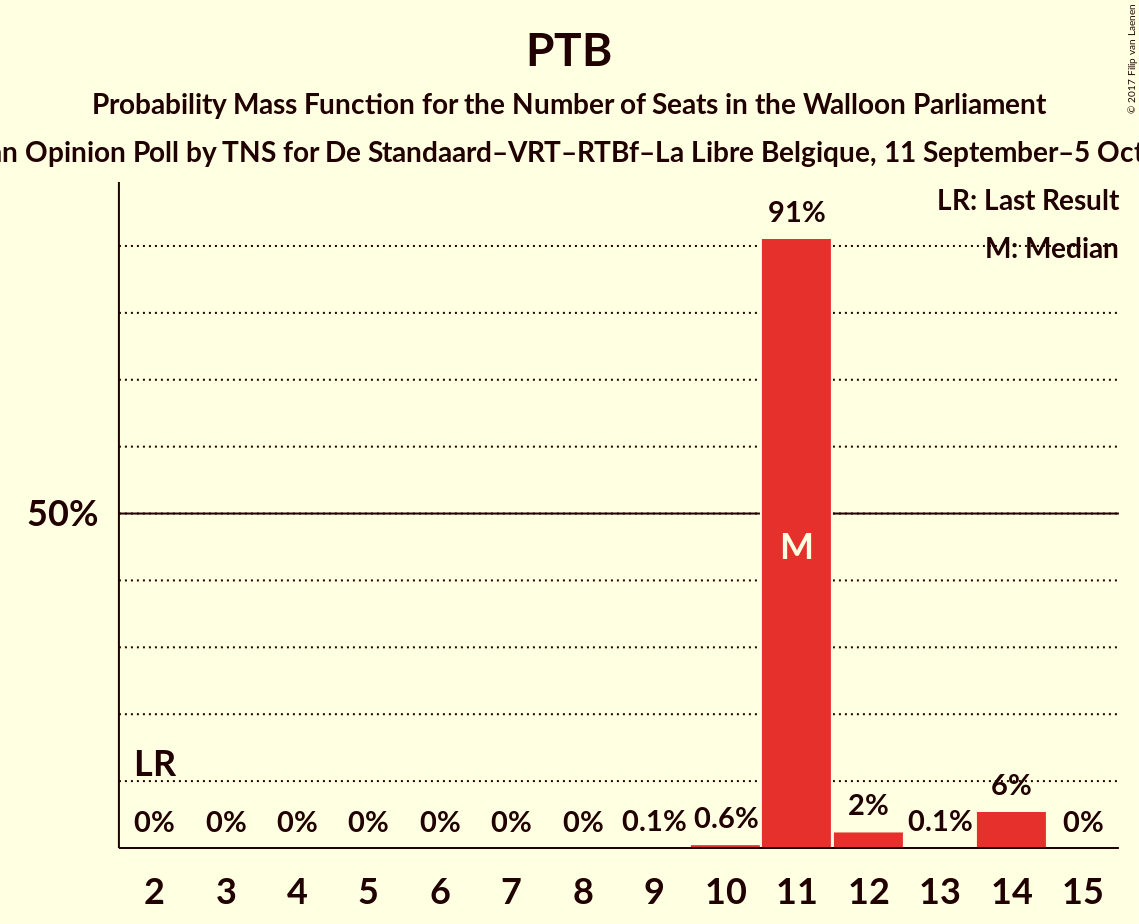 PTB
Probability Mass Function for the Number of Seats in the Walloon Parliament
n Opinion Poll by TNS for De Standaard–VRT–RTBf–La Libre Belgique, 11 September–5 Oct
© 2017 Filip van Laenen
LR: Last Result
M: Median
91%
50%
M
LR
0% 0% 0% 0% 0% 0% 0% 0.1% 0.6% 2% 0.1% 6% 0%
2 3 4 5 6 7 8 9 10 11 12 13 14 15